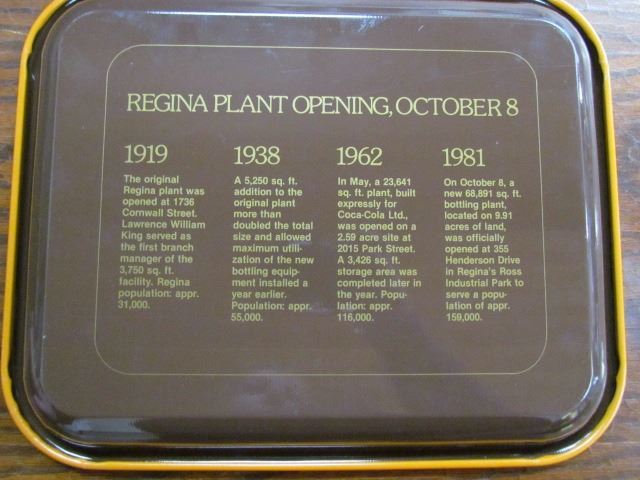 REGINA PLANT OPENING, OCTOBER 8
1919
The original
Regina plant was
opened at 1736
Cornwall Street.
Lawrence William
King served as
the first branch
manager of the
3,750 sq. ft.
facility. Regina
population: appr.
31,000.
1938
A 5,250 sq. ft.
addition to the
original plant
more than
doubled the total
size and allowed
maximum utili-
zation of the new
bottling equip-
ment installed a
year earlier.
Population: appr.
55,000.
1962
In May, a 23,641
sq. ft. plant, built
expressly for
Coca-Cola Ltd.,
was opened on a
2.59 acre site at
2015 Park Street.
A 3,426 sq. ft.
storage area was
completed later in
the year. Popu-
lation: appr.
116,000.
1981
On October 8, a
new 68,891 sq. ft.
bottling plant,
located on 9.91
acres of land,
was officially
opened at 355
Henderson Drive
in Regina's Ross
Industrial Park to
serve a popu-
lation of appr.
159,000.